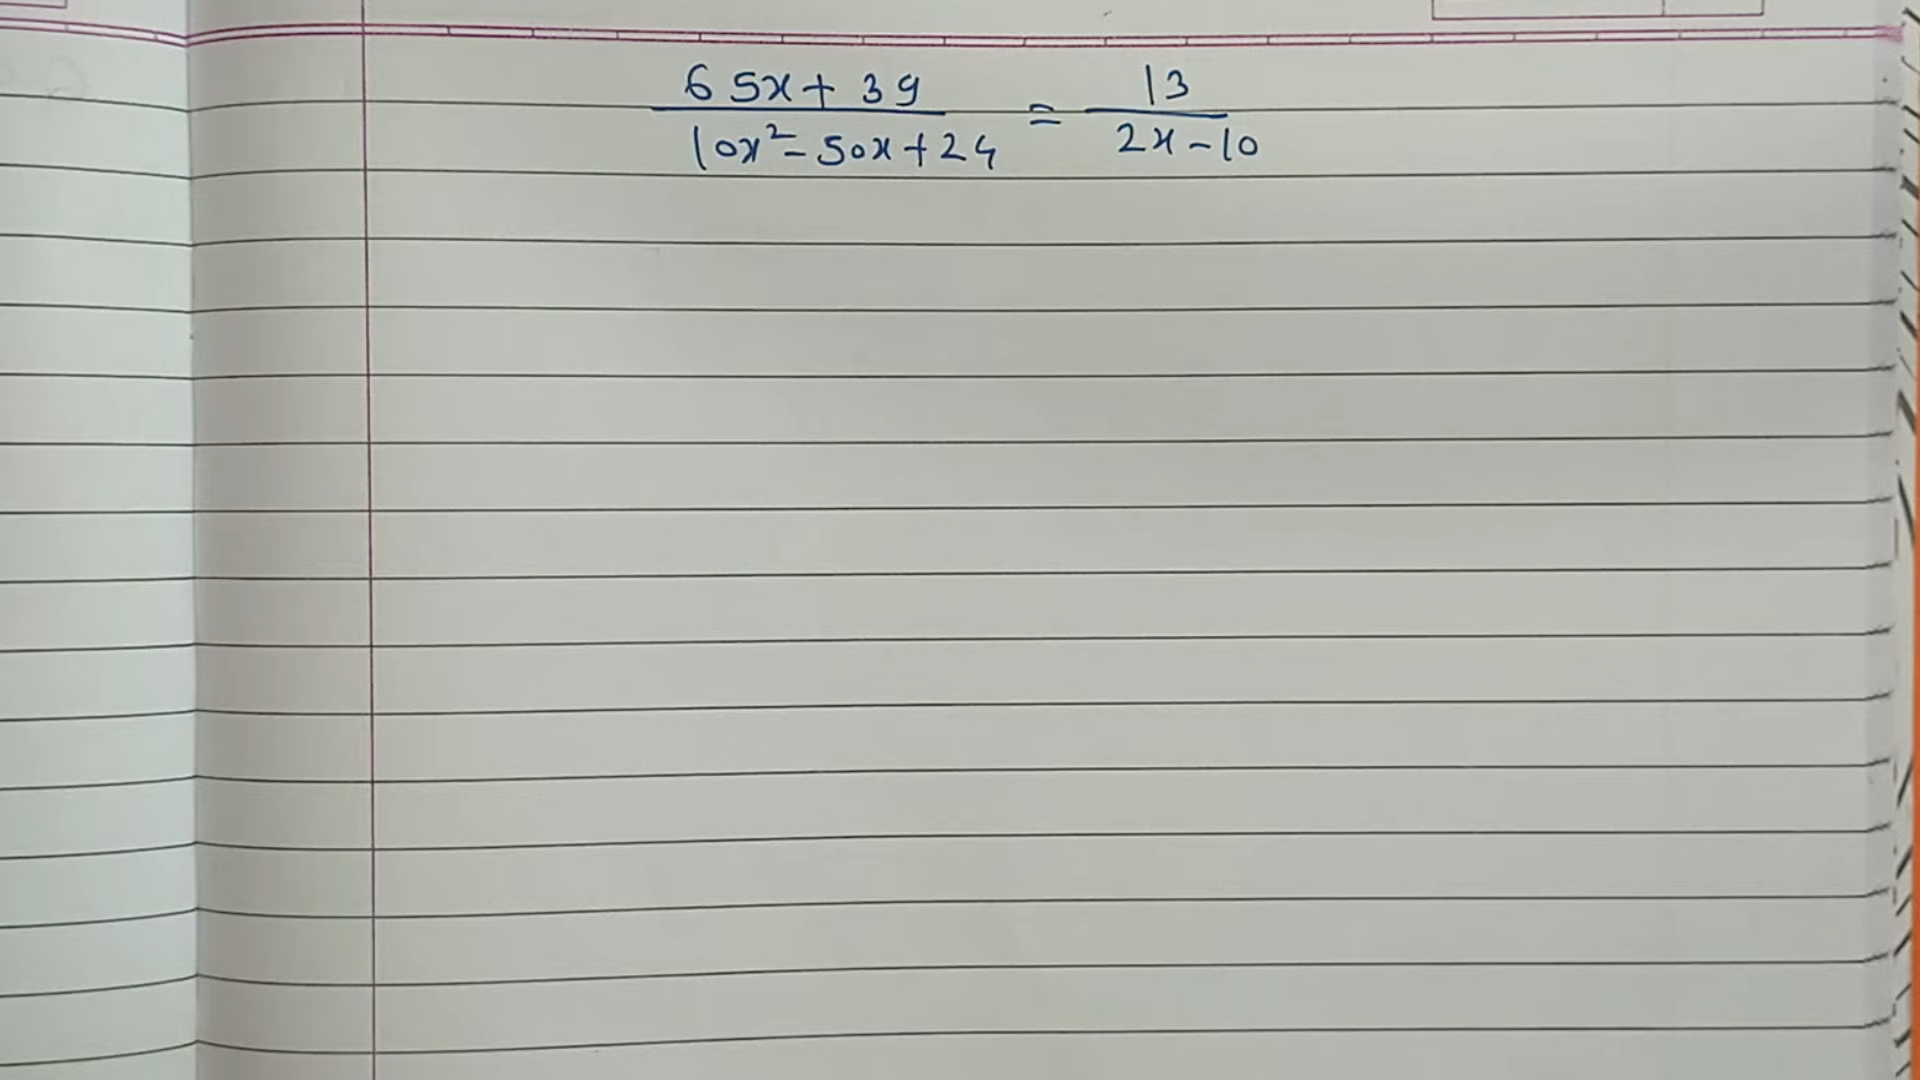 65x + 39 / 10x² - 50x + 24 = 13 / 2x - 10